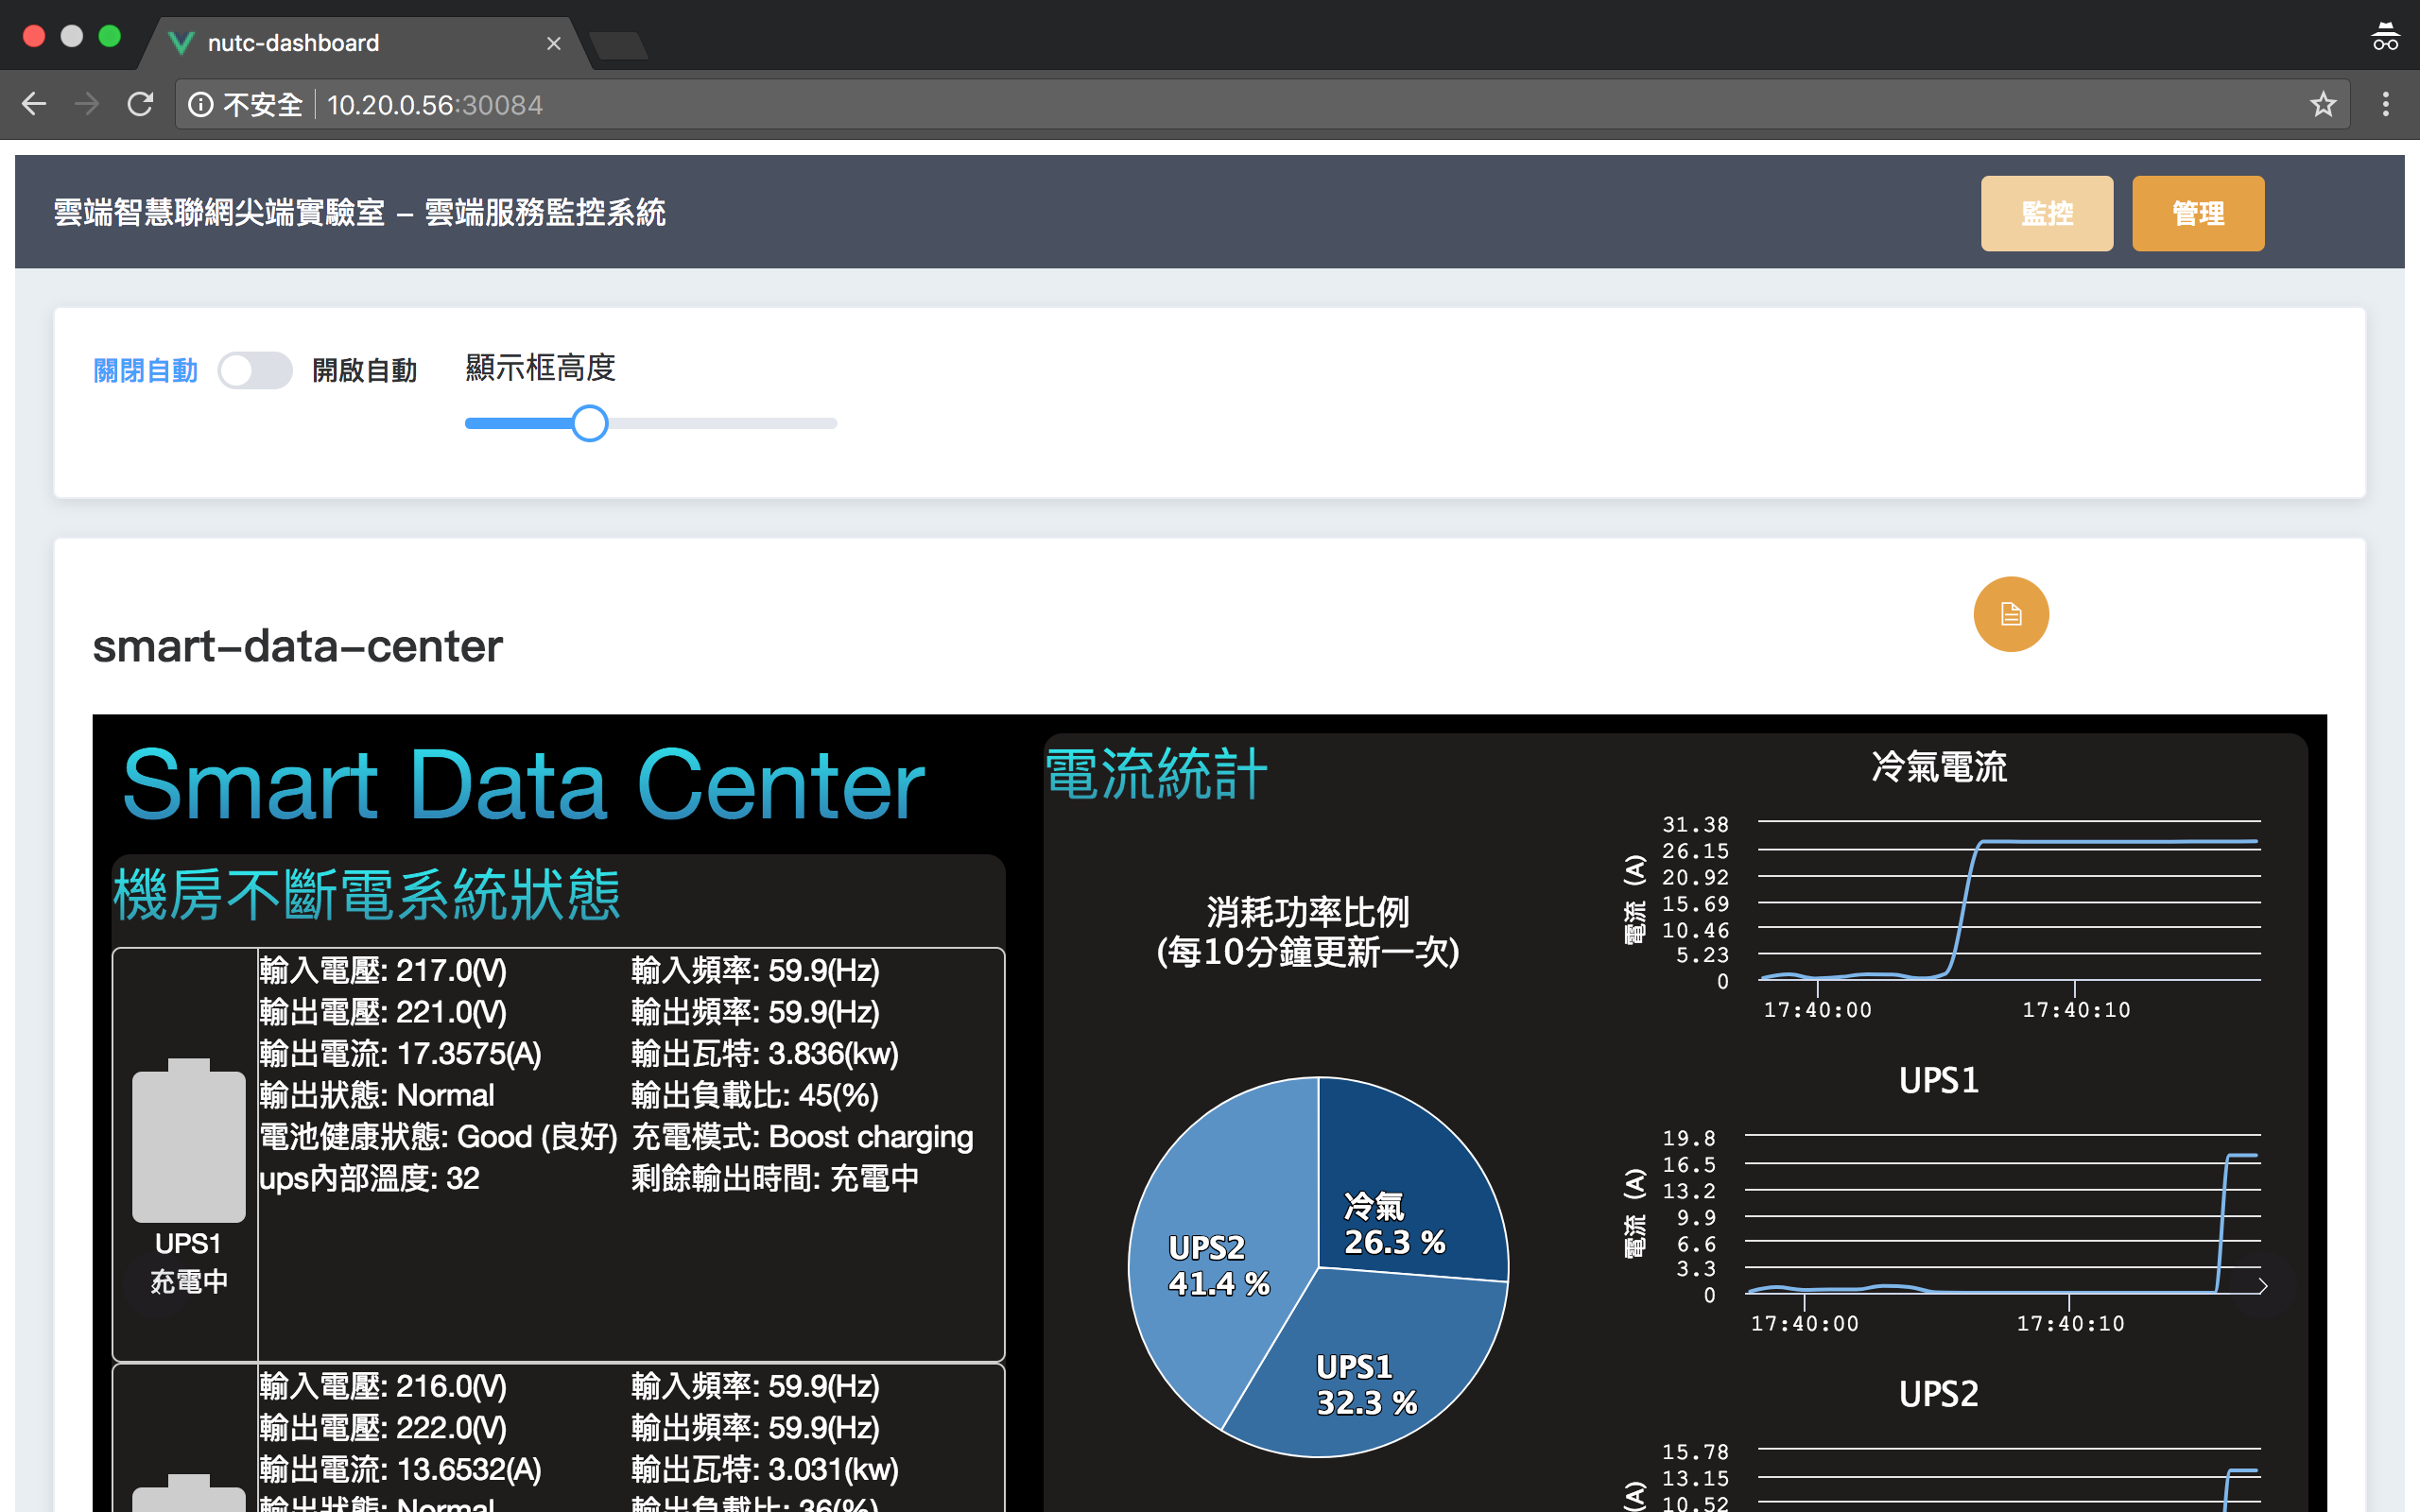 nutc-dashboard
不安全 10.20.0.56:30084
雲端智慧聯網尖端實驗室 – 雲端服務監控系統
監控
管理
關閉自動
開啟自動
顯示框高度
smart-data-center
Smart Data Center
機房不斷電系統狀態
輸入電壓: 217.0(V) 輸入頻率: 59.9(Hz)
輸出電壓: 221.0(V) 輸出頻率: 59.9(Hz)
輸出電流: 17.3575(A) 輸出瓦特: 3.836(kw)
輸出狀態: Normal 輸出負載比: 45(%)
電池健康狀態: Good (良好) 充電模式: Boost charging
ups內部溫度: 32 剩餘輸出時間: 充電中
UPS1
充電中
輸入電壓: 216.0(V) 輸入頻率: 59.9(Hz)
輸出電壓: 222.0(V) 輸出頻率: 59.9(Hz)
輸出電流: 13.6532(A) 輸出瓦特: 3.031(kw)
輸出狀態: Normal 輸出負載比: 36(%)
電流統計
消耗功率比例
(每10分鐘更新一次)
冷氣
26.3 %
UPS2
41.4 %
UPS1
32.3 %
冷氣電流
電流 (A)
31.38
26.15
20.92
15.69
10.46
5.23
0
17:40:00 17:40:10
UPS1
電流 (A)
19.8
16.5
13.2
9.9
6.6
3.3
0
17:40:00 17:40:10
UPS2
(A)
15.78
13.15
10.52